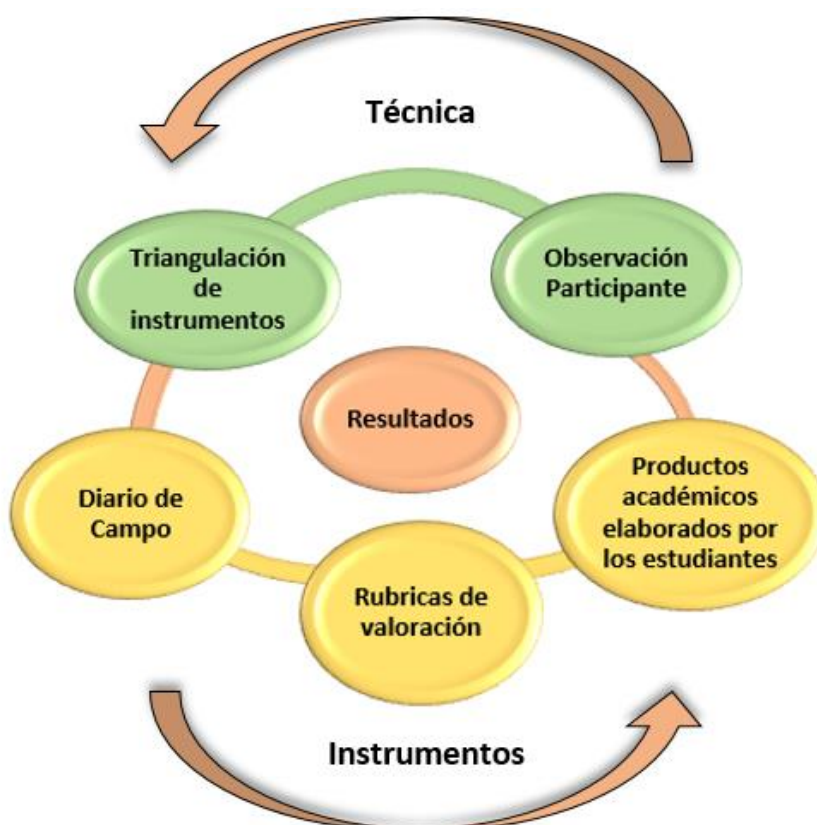 Técnica
Triangulación
de
instrumentos
Observación
Participante
Resultados
Diario de
Campo
Rubricas de
valoración
Productos
académicos
elaborados por
los estudiantes
Instrumentos